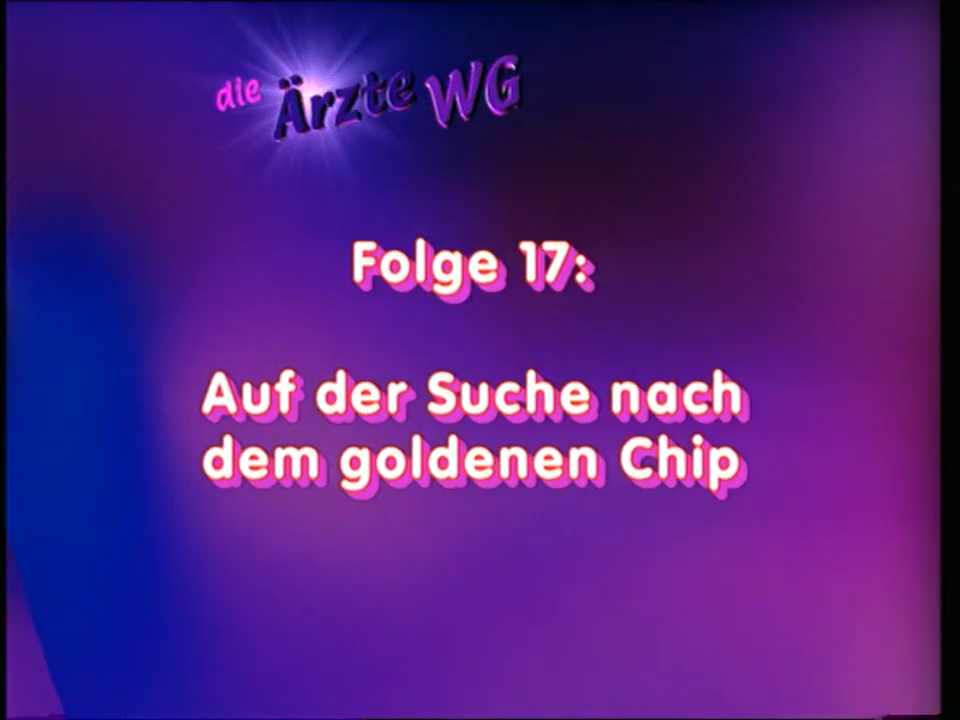 die Ärzte WG
Folge 17:
Auf der Suche nach
dem goldenen Chip